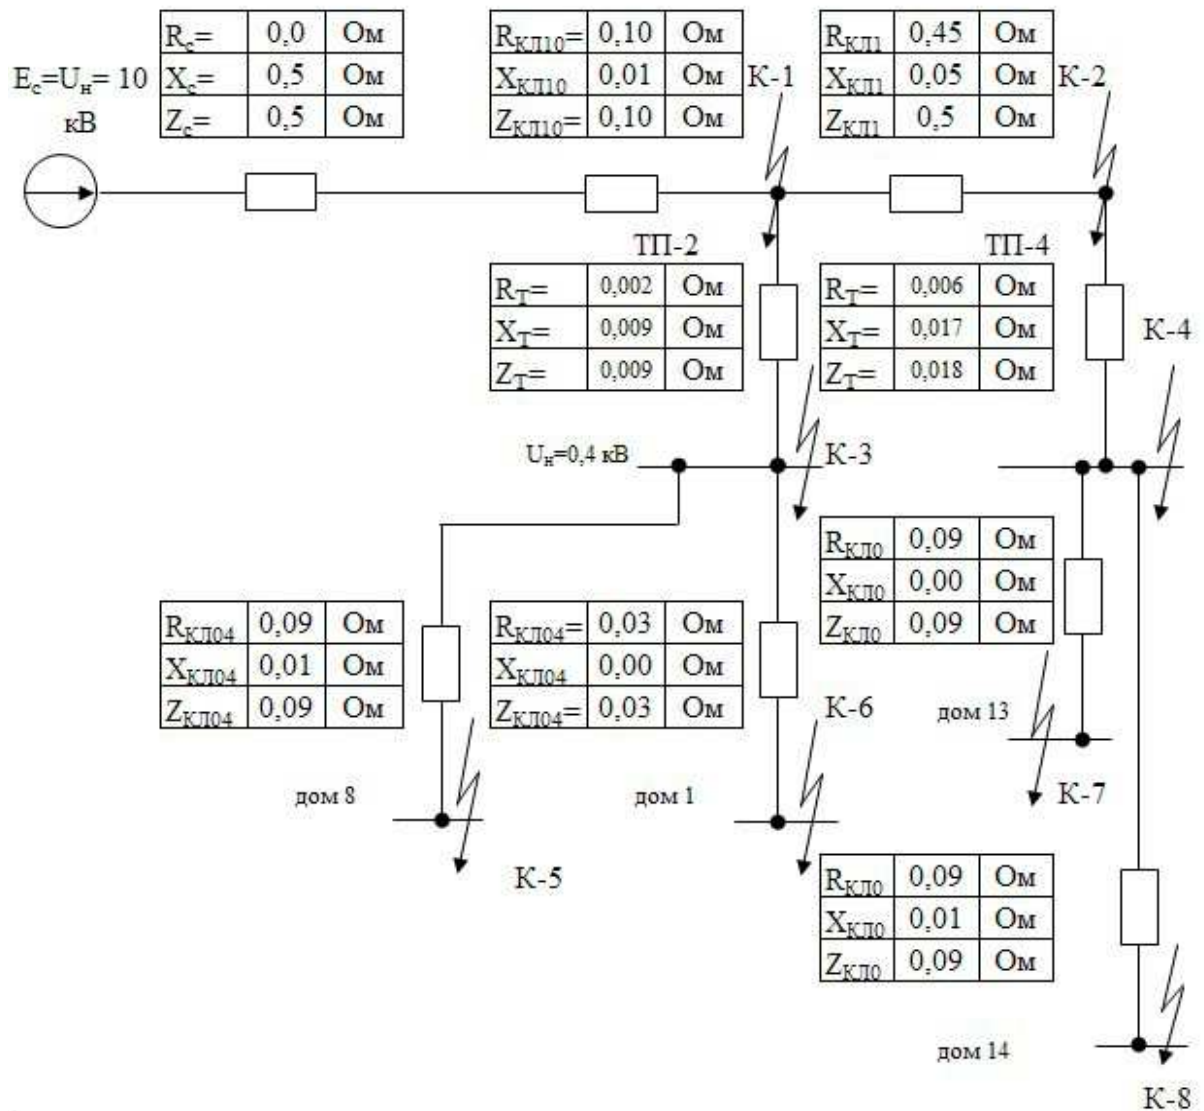 Rс= 0,0 Ом
Xс= 0,5 Ом
Zс= 0,5 Ом
RКЛ10= 0,10 Ом
XКЛ10 0,01 Ом
ZКЛ10= 0,10 Ом
RКЛ1 0,45 Ом
XКЛ1 0,05 Ом
ZКЛ1 0,5 Ом
Eс=Uн= 10
кВ
К-1
К-2
ТП-2
ТП-4
RТ= 0,002 Ом
XТ= 0,009 Ом
ZТ= 0,009 Ом
RТ= 0,006 Ом
XТ= 0,017 Ом
ZТ= 0,018 Ом
К-4
Uн=0,4 кВ
К-3
RКЛ0 0,09 Ом
XКЛ0 0,00 Ом
ZКЛ0 0,09 Ом
RКЛ04 0,09 Ом
XКЛ04 0,01 Ом
ZКЛ04 0,09 Ом
RКЛ04= 0,03 Ом
XКЛ04 0,00 Ом
ZКЛ04= 0,03 Ом
К-6
дом 13
дом 8
дом 1
К-7
К-5
RКЛ0 0,09 Ом
XКЛ0 0,01 Ом
ZКЛ0 0,09 Ом
дом 14
К-8